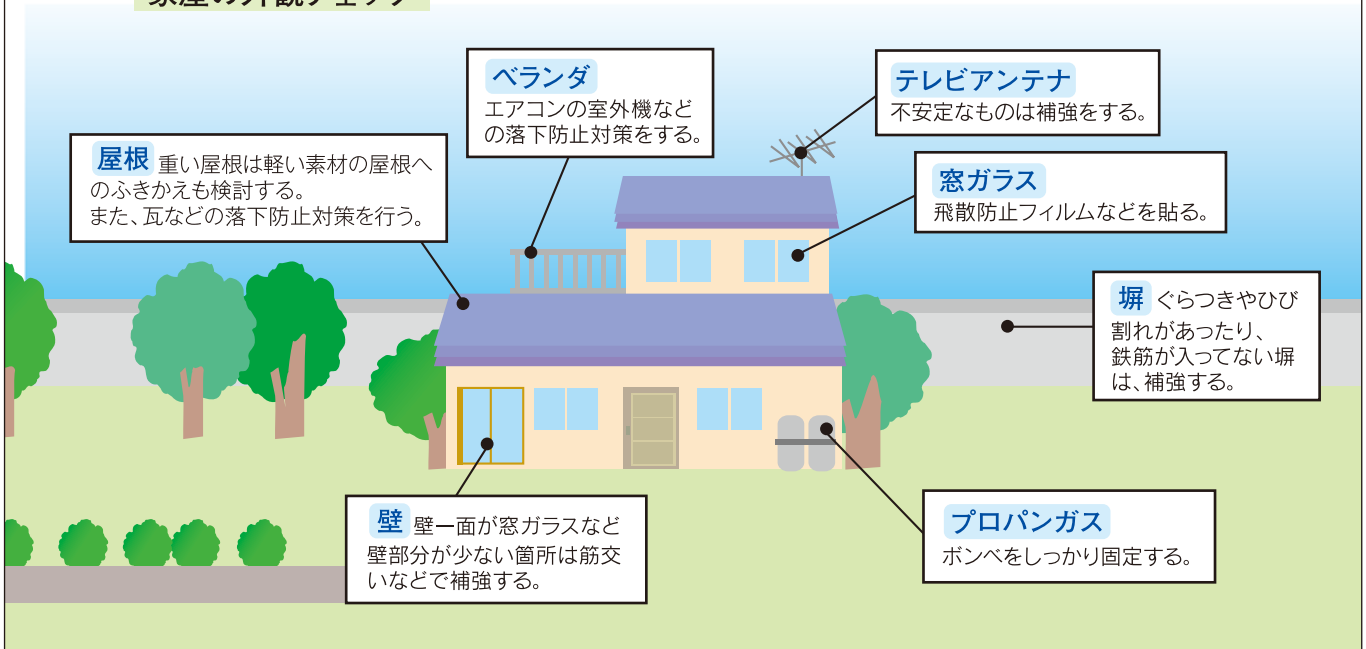 家屋の外観チェック
ベランダ
エアコンの室外機など
の落下防止対策をする。
テレビアンテナ
不安定なものは補強をする。
屋根 重い屋根は軽い素材の屋根へ
のふきかえも検討する。
また、瓦などの落下防止対策を行う。
窓ガラス
飛散防止フィルムなどを貼る。
塀 ぐらつきやひび
割れがあったり、
鉄筋が入ってない塀
は、補強する。
壁 壁一面が窓ガラスなど
壁部分が少ない箇所は筋交
いなどで補強する。
プロパンガス
ボンベをしっかり固定する。